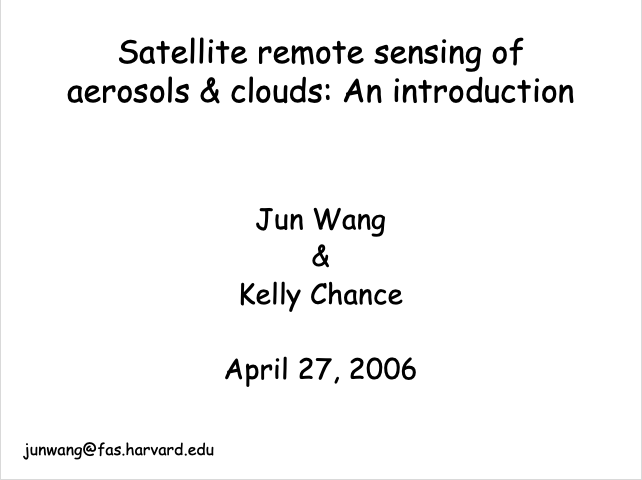 Satellite remote sensing of
aerosols & clouds: An introduction
Jun Wang
&
Kelly Chance
April 27, 2006
junwang@fas.harvard.edu